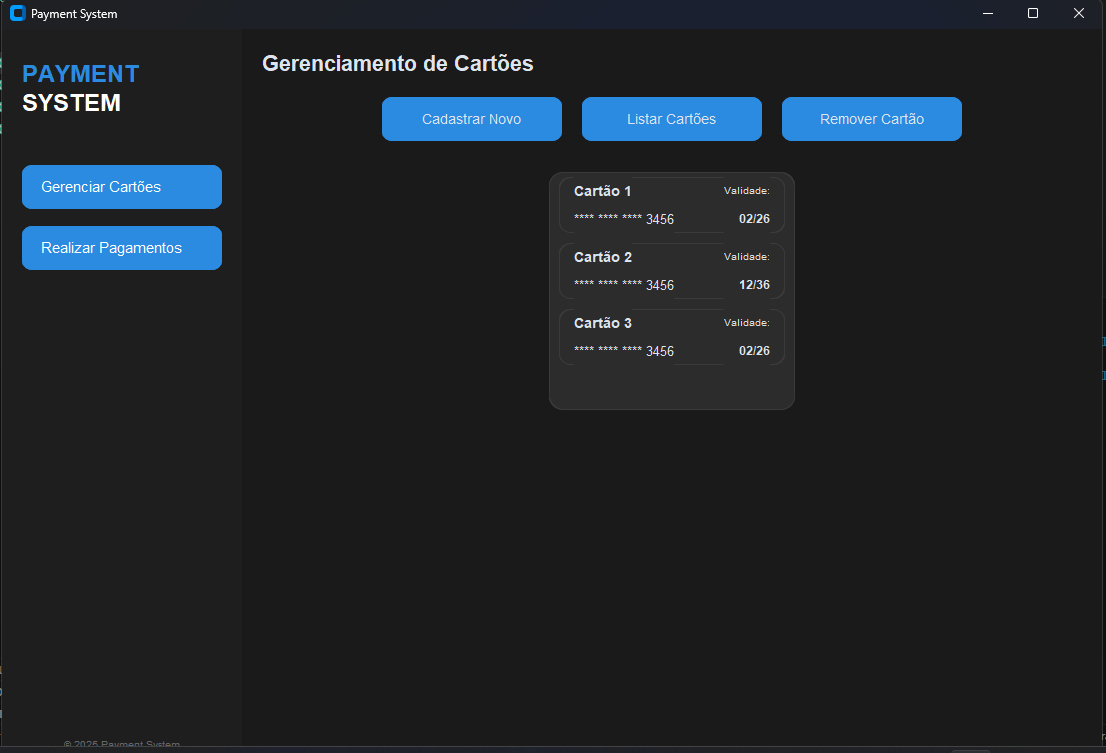 Payment System
PAYMENT
SYSTEM
Gerenciar Cartões
Realizar Pagamentos
© 2025 Payment System
Gerenciamento de Cartões
Cadastrar Novo
Listar Cartões
Remover Cartão
Cartão 1 Validade:
**** **** **** 3456 02/26
Cartão 2 Validade:
**** **** **** 3456 12/36
Cartão 3 Validade:
**** **** **** 3456 02/26